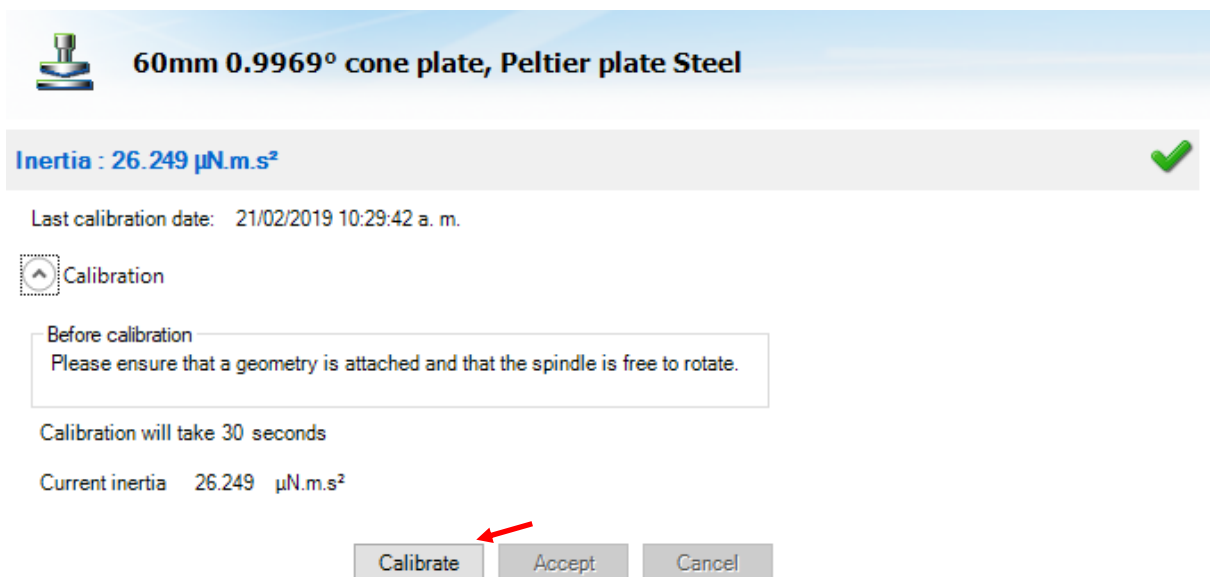 60mm 0.9969º cone plate, Peltier plate Steel
Inertia : 26.249 µN.m.s²
Last calibration date: 21/02/2019 10:29:42 a. m.
Calibration
Before calibration
Please ensure that a geometry is attached and that the spindle is free to rotate.
Calibration will take 30 seconds
Current inertia 26.249 µN.m.s²
Calibrate Accept Cancel